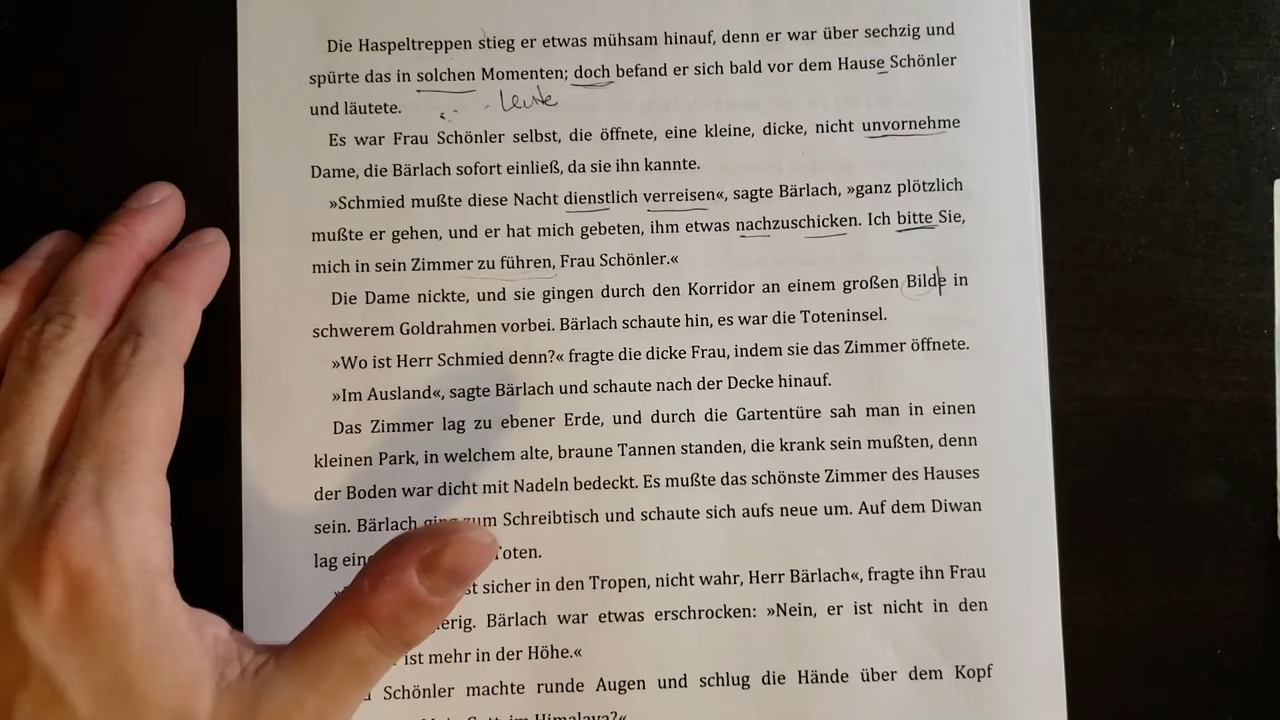 Die Haspeltreppen stieg er etwas mühsam hinauf, denn er war über sechzig und
spürte das in solchen Momenten; doch befand er sich bald vor dem Hause Schönler
und läutete.
Leute
Es war Frau Schönler selbst, die öffnete, eine kleine, dicke, nicht unvornehme
Dame, die Bärlach sofort einließ, da sie ihn kannte.
»Schmied mußte diese Nacht dienstlich verreisen«, sagte Bärlach, »ganz plötzlich
mußte er gehen, und er hat mich gebeten, ihm etwas nachzuschicken. Ich bitte Sie,
mich in sein Zimmer zu führen, Frau Schönler.«
Die Dame nickte, und sie gingen durch den Korridor an einem großen Bilde in
schwerem Goldrahmen vorbei. Bärlach schaute hin, es war die Toteninsel.
»Wo ist Herr Schmied denn?« fragte die dicke Frau, indem sie das Zimmer öffnete.
»Im Ausland«, sagte Bärlach und schaute nach der Decke hinauf.
Das Zimmer lag zu ebener Erde, und durch die Gartentüre sah man in einen
kleinen Park, in welchem alte, braune Tannen standen, die krank sein mußten, denn
der Boden war dicht mit Nadeln bedeckt. Es mußte das schönste Zimmer des Hauses
sein. Bärlach ging zum Schreibtisch und schaute sich aufs neue um. Auf dem Diwan
lag Toten.
sicher in den Tropen, nicht wahr, Herr Bärlach«, fragte ihn Frau
Bärlach war etwas erschrocken: »Nein, er ist nicht in den
ist mehr in der Höhe.«
Schönler machte runde Augen und schlug die Hände über dem Kopf
Himalaya?«